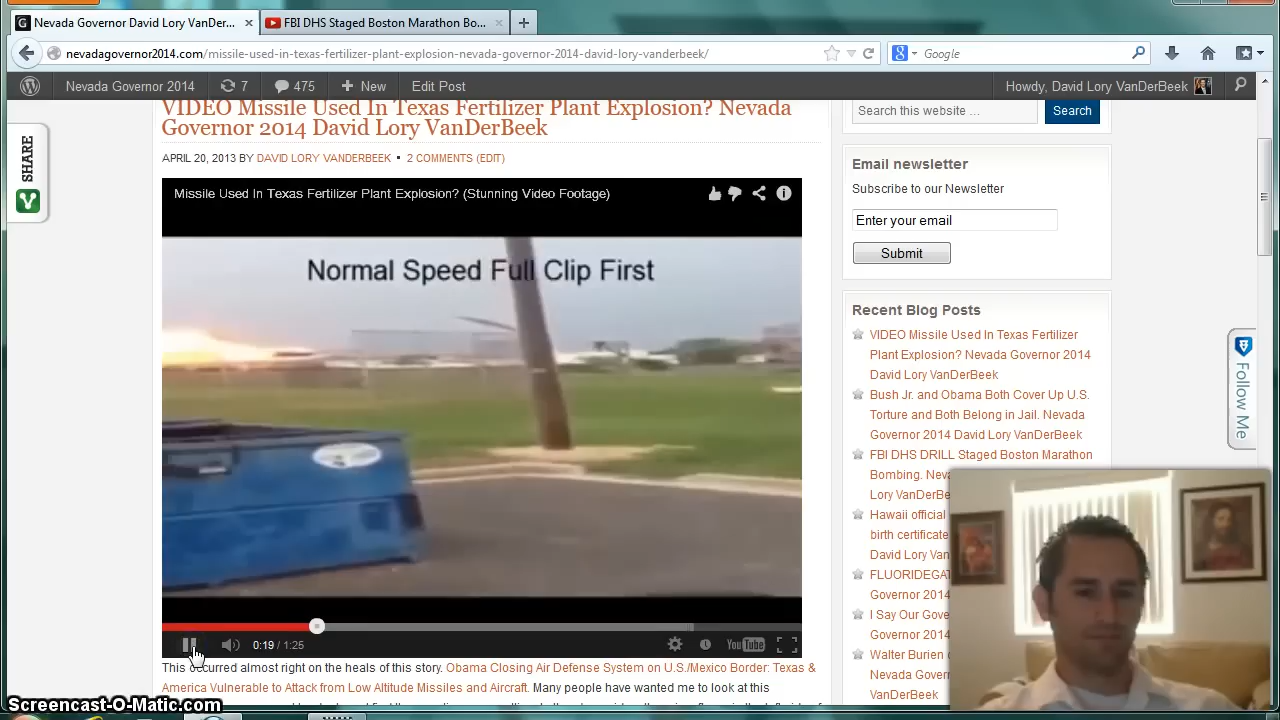 Nevada Governor David Lory VanDer...
FBI DHS Staged Boston Marathon Bo...
nevadagovernor2014.com/missile-used-in-texas-fertilizer-plant-explosion-nevada-governor-2014-david-lory-vanderbeek/
Google
Nevada Governor 2014
7
475
New
Edit Post
Howdy, David Lory VanDerBeek
SHARE
VIDEO Missile Used In Texas Fertilizer Plant Explosion? Nevada
Governor 2014 David Lory VanDerBeek
APRIL 20, 2013 BY DAVID LORY VANDERBEEK • 2 COMMENTS (EDIT)
Missile Used In Texas Fertilizer Plant Explosion? (Stunning Video Footage)
Normal Speed Full Clip First
0:19 / 1:25
YouTube
This occurred almost right on the heals of this story. Obama Closing Air Defense System on U.S./Mexico Border: Texas &
America Vulnerable to Attack from Low Altitude Missiles and Aircraft. Many people have wanted me to look at this
Search this website ...
Search
Email newsletter
Subscribe to our Newsletter
Enter your email
Submit
Recent Blog Posts
VIDEO Missile Used In Texas Fertilizer
Plant Explosion? Nevada Governor 2014
David Lory VanDerBeek
Bush Jr. and Obama Both Cover Up U.S.
Torture and Both Belong in Jail. Nevada
Governor 2014 David Lory VanDerBeek
FBI DHS DRILL Staged Boston Marathon
Bombing. Neva
Lory VanDerBe
Hawaii official
birth certificate
David Lory Van
FLUORIDEGAT
Governor 2014
I Say Our Gove
Governor 2014
Walter Burien
Nevada Govern
VanDerBeek
Follow Me
Screencast-O-Matic.com